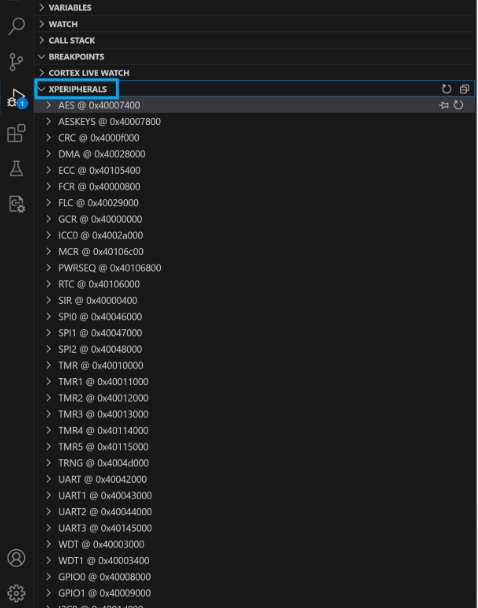 VARIABLES
WATCH
CALL STACK
BREAKPOINTS
CORTEX LIVE WATCH
XPERIPHERALS
AES @ 0x40007400
1
AESKEYS @ 0x40007800
CRC @ 0x4000f000
DMA @ 0x40028000
ECC @ 0x40105400
FCR @ 0x40000800
FLC @ 0x40029000
GCR @ 0x40000000
ICC0 @ 0x4002a000
MCR @ 0x40106c00
PWRSEQ @ 0x40106800
RTC @ 0x40106000
SIR @ 0x40000400
SPI0 @ 0x40046000
SPI1 @ 0x40047000
SPI2 @ 0x40048000
TMR @ 0x40010000
TMR1 @ 0x40011000
TMR2 @ 0x40012000
TMR3 @ 0x40013000
TMR4 @ 0x40114000
TMR5 @ 0x40115000
TRNG @ 0x4004d000
UART @ 0x40042000
UART1 @ 0x40043000
UART2 @ 0x40044000
UART3 @ 0x40145000
WDT @ 0x40003000
WDT1 @ 0x40003400
GPIO0 @ 0x40008000
GPIO1 @ 0x40009000